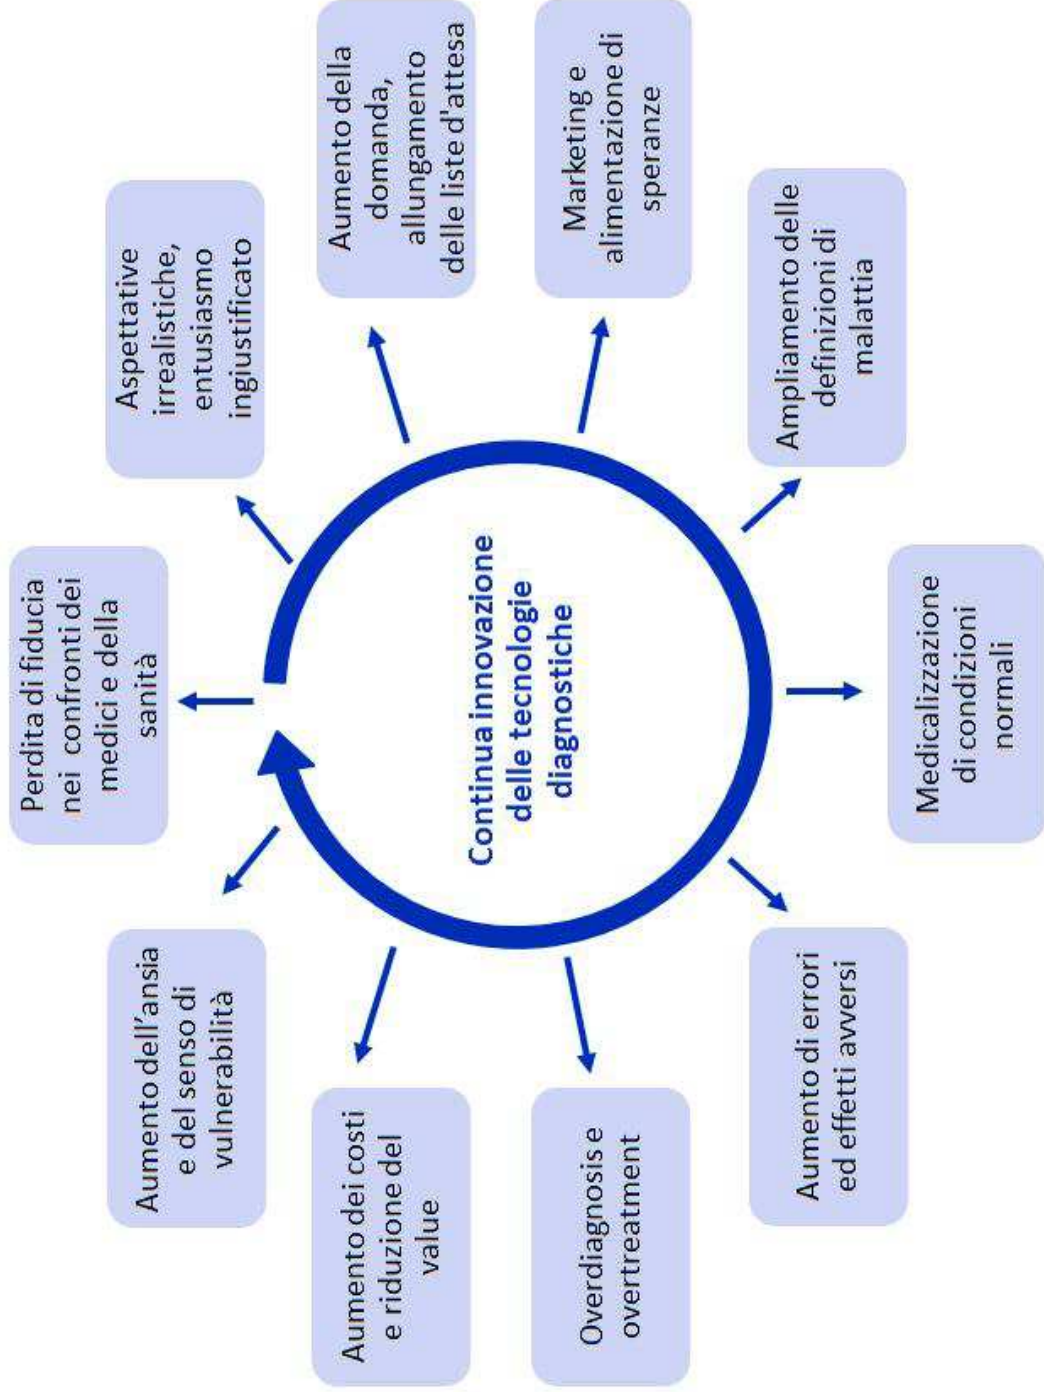 Perdita di fiducia
nei confronti dei
medici e della
sanità
Aspettative
irrealistiche,
entusiasmo
ingiustificato
Aumento della
domanda,
allungamento
delle liste d'attesa
Marketing e
alimentazione di
speranze
Ampliamento delle
definizioni di
malattia
Medicalizzazione
di condizioni
normali
Aumento di errori
ed effetti avversi
Overdiagnosis e
overtreatment
Aumento dei costi
e riduzione del
value
Aumento dell'ansia
e del senso di
vulnerabilità
Continua innovazione
delle tecnologie
diagnostiche